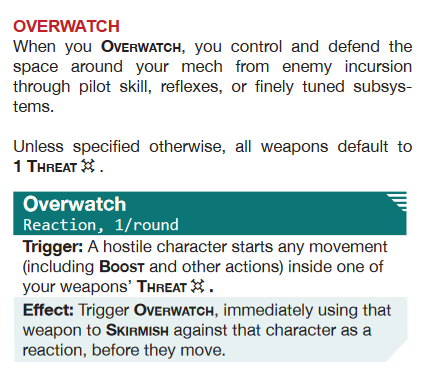 OVERWATCH
When you OVERWATCH, you control and defend the
space around your mech from enemy incursion
through pilot skill, reflexes, or finely tuned subsys-
tems.
Unless specified otherwise, all weapons default to
1 THREAT.
Overwatch
Reaction, 1/round
Trigger: A hostile character starts any movement
(including BOOST and other actions) inside one of
your weapons’ THREAT.
Effect: Trigger OVERWATCH, immediately using that
weapon to SKIRMISH against that character as a
reaction, before they move.